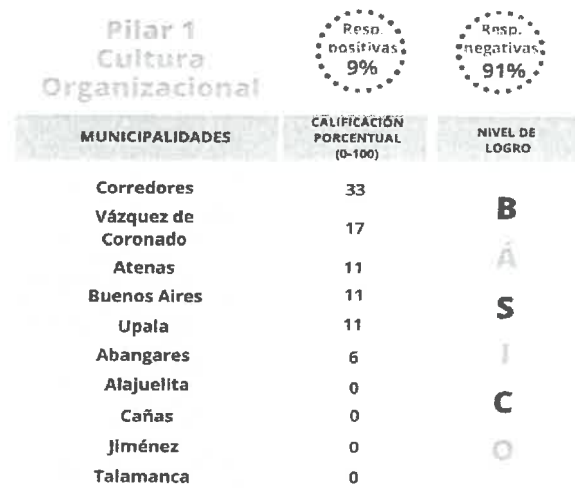 Pilar 1
Cultura
Organizacional
Resp.
positivas
9%
Resp.
negativas
91%
MUNICIPALIDADES
CALIFICACIÓN
PORCENTUAL
(0-100)
NIVEL DE
LOGRO
Corredores 33
Vázquez de
Coronado 17
Atenas 11
Buenos Aires 11
Upala 11
Abangares 6
Alajuelita 0
Cañas 0
Jiménez 0
Talamanca 0
B
Á
S
I
C
O